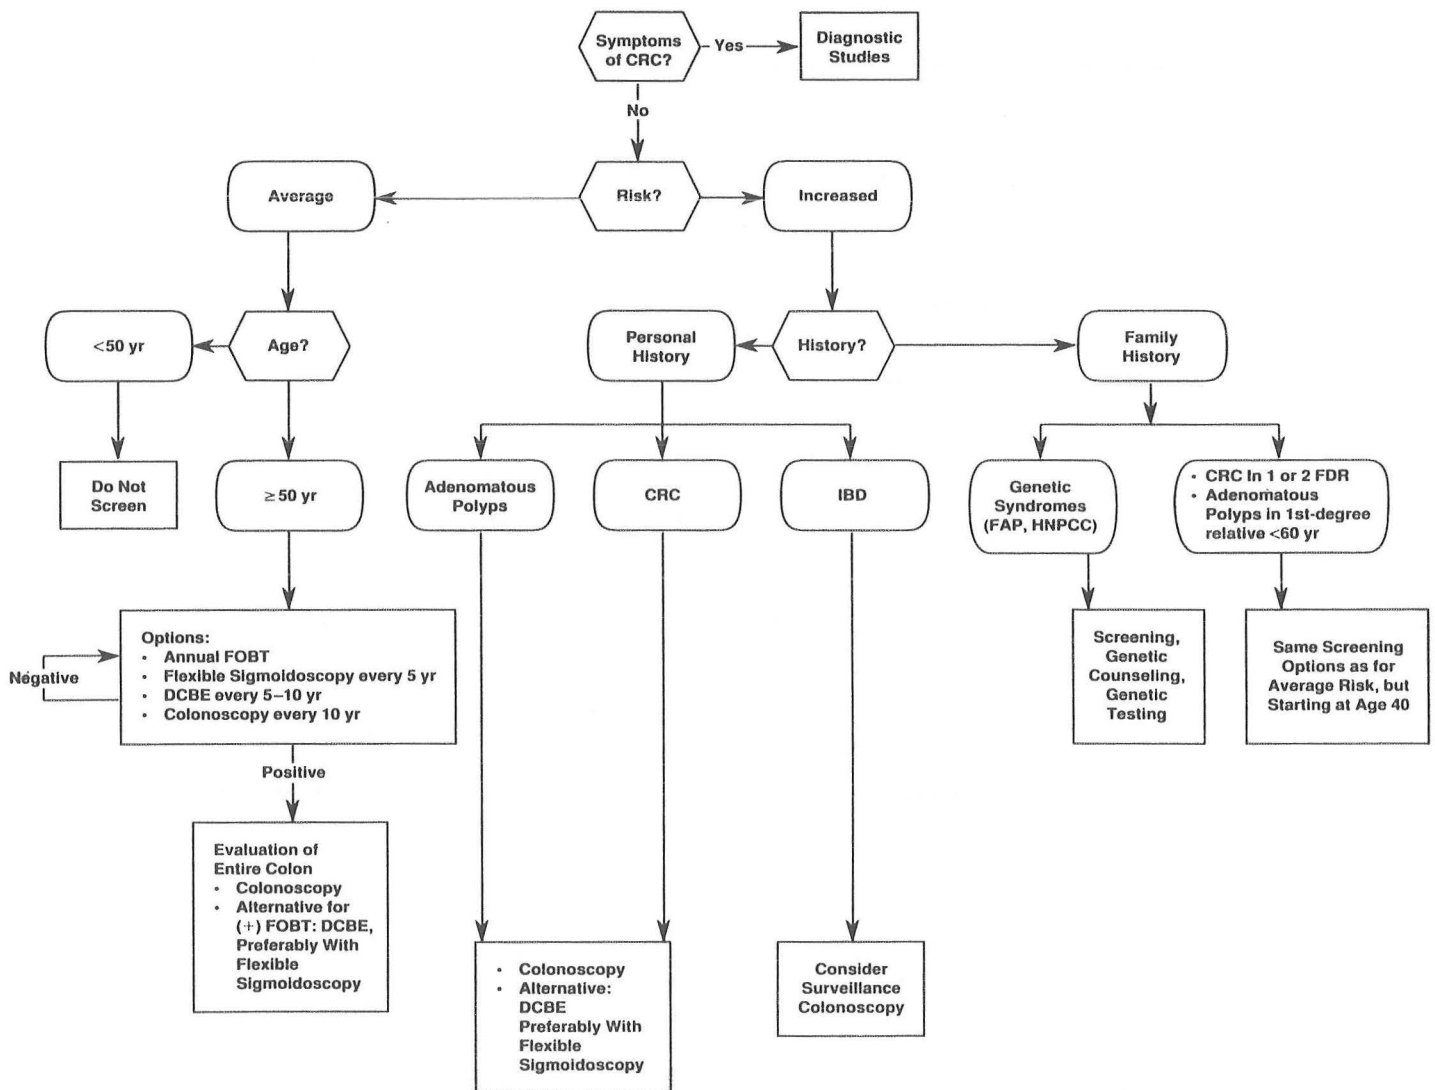 Symptoms
of CRC?
Yes
Diagnostic
Studies
No
Average
Risk?
Increased
<50 yr
Age?
Personal
History
History?
Family
History
Do Not
Screen
≥50 yr
Adenomatous
Polyps
CRC
IBD
Genetic
Syndromes
(FAP, HNPCC)
• CRC In 1 or 2 FDR
• Adenomatous
Polyps in 1st-degree
relative <60 yr
Options:
• Annual FOBT
• Flexible Sigmoidoscopy every 5 yr
• DCBE every 5–10 yr
• Colonoscopy every 10 yr
Negative
Screening,
Genetic
Counseling,
Genetic
Testing
Same Screening
Options as for
Average Risk, but
Starting at Age 40
Positive
Evaluation of
Entire Colon
• Colonoscopy
• Alternative for
(+) FOBT: DCBE,
Preferably With
Flexible
Sigmoidoscopy
• Colonoscopy
• Alternative:
DCBE
Preferably With
Flexible
Sigmoidoscopy
Consider
Surveillance
Colonoscopy